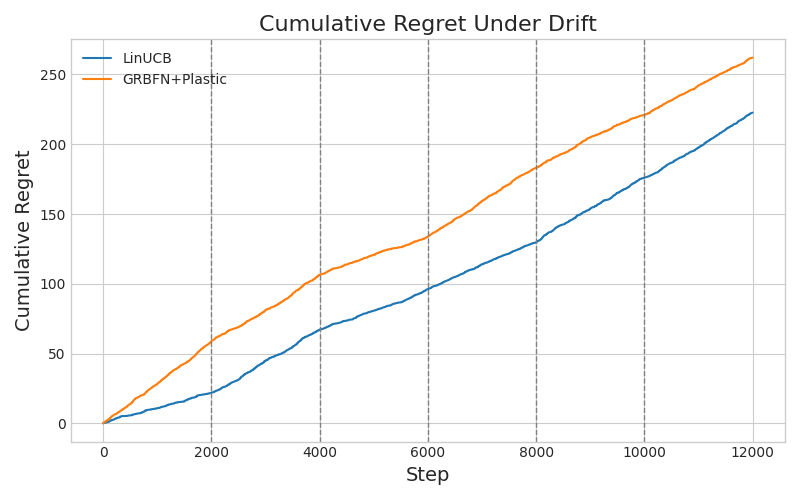 Cumulative Regret Under Drift
LinUCB
GRBFN+Plastic
Cumulative Regret
250
200
150
100
50
0
0 2000 4000 6000 8000 10000 12000
Step